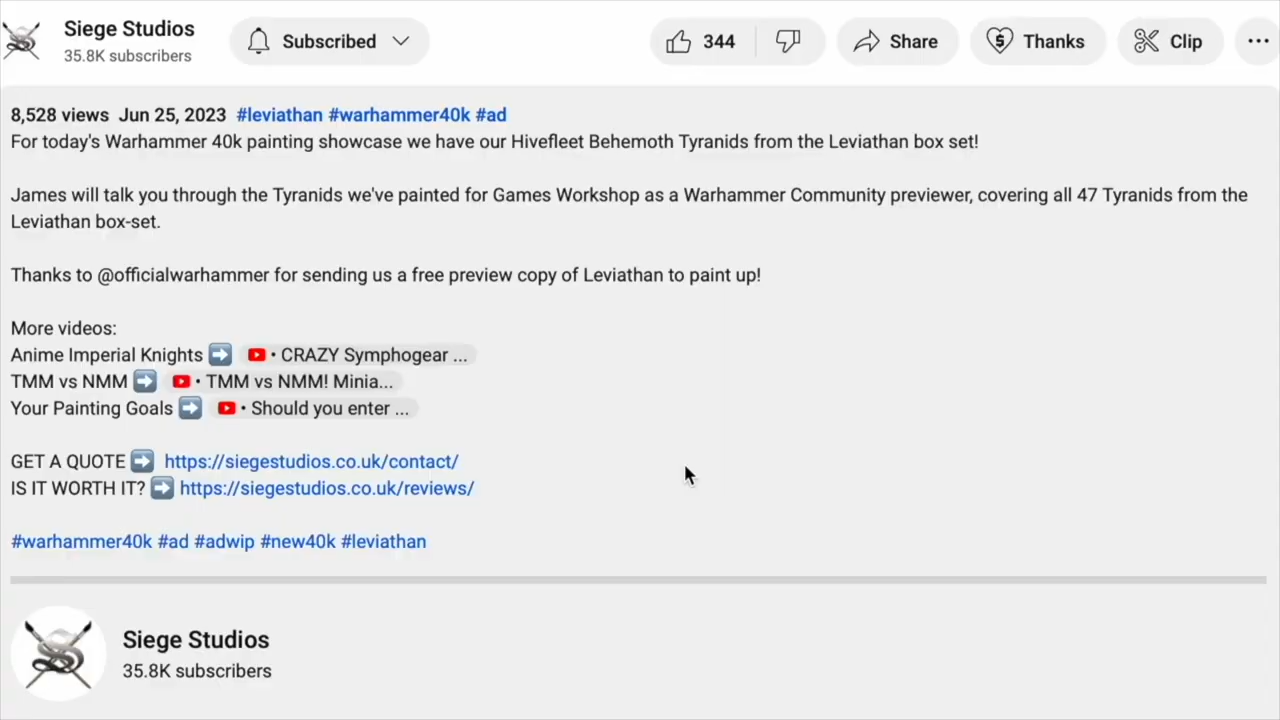 Siege Studios
35.8K subscribers
Subscribed
344
Share
Thanks
Clip
8,528 views Jun 25, 2023 #leviathan #warhammer40k #ad
For today's Warhammer 40k painting showcase we have our Hivefleet Behemoth Tyranids from the Leviathan box set!
James will talk you through the Tyranids we've painted for Games Workshop as a Warhammer Community previewer, covering all 47 Tyranids from the
Leviathan box-set.
Thanks to @officialwarhammer for sending us a free preview copy of Leviathan to paint up!
More videos:
Anime Imperial Knights ➡️ • CRAZY Symphogear ...
TMM vs NMM ➡️ • TMM vs NMM! Minia...
Your Painting Goals ➡️ • Should you enter ...
GET A QUOTE ➡️ https://siegestudios.co.uk/contact/
IS IT WORTH IT? ➡️ https://siegestudios.co.uk/reviews/
#warhammer40k #ad #adwip #new40k #leviathan
Siege Studios
35.8K subscribers